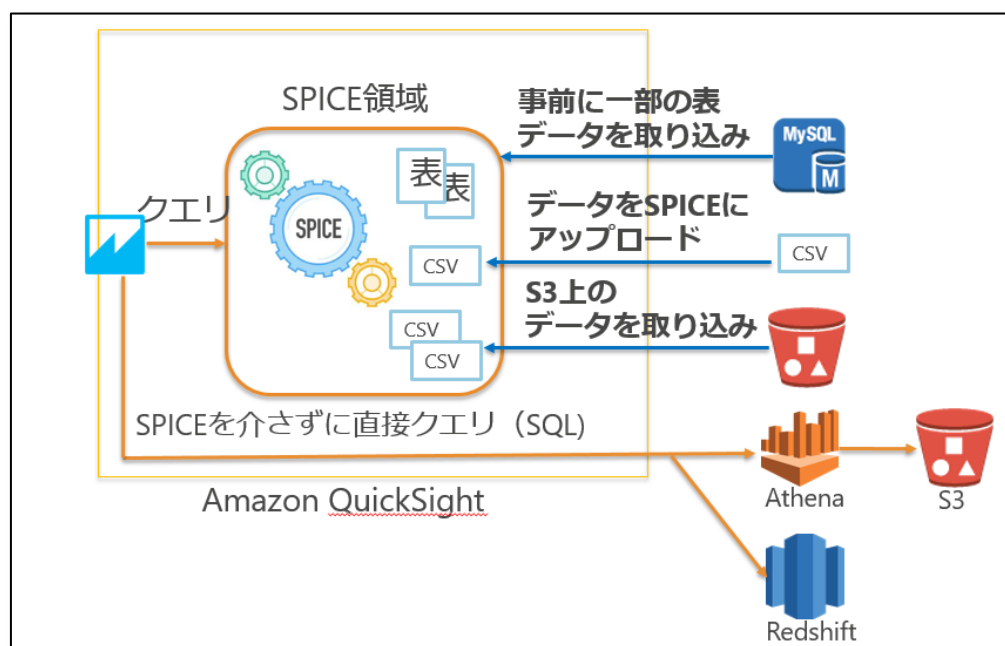 SPICE領域
事前に一部の表
データを取り込み
MySQL
M
表
表
クエリ
SPICE
データをSPICEに
アップロード
CSV
CSV
S3上の
データを取り込み
CSV
CSV
SPICEを介さずに直接クエリ（SQL)
Athena
S3
Amazon QuickSight
Redshift